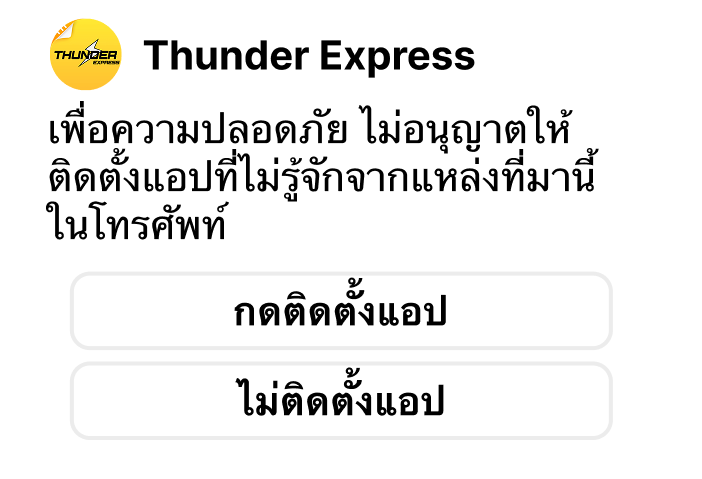 THUNDER
EXPRESS
Thunder Express
เพื่อความปลอดภัย ไม่อนุญาตให้
ติดตั้งแอปที่ไม่รู้จักจากแหล่งที่มานี้
ในโทรศัพท์
กดติดตั้งแอป
ไม่ติดตั้งแอป